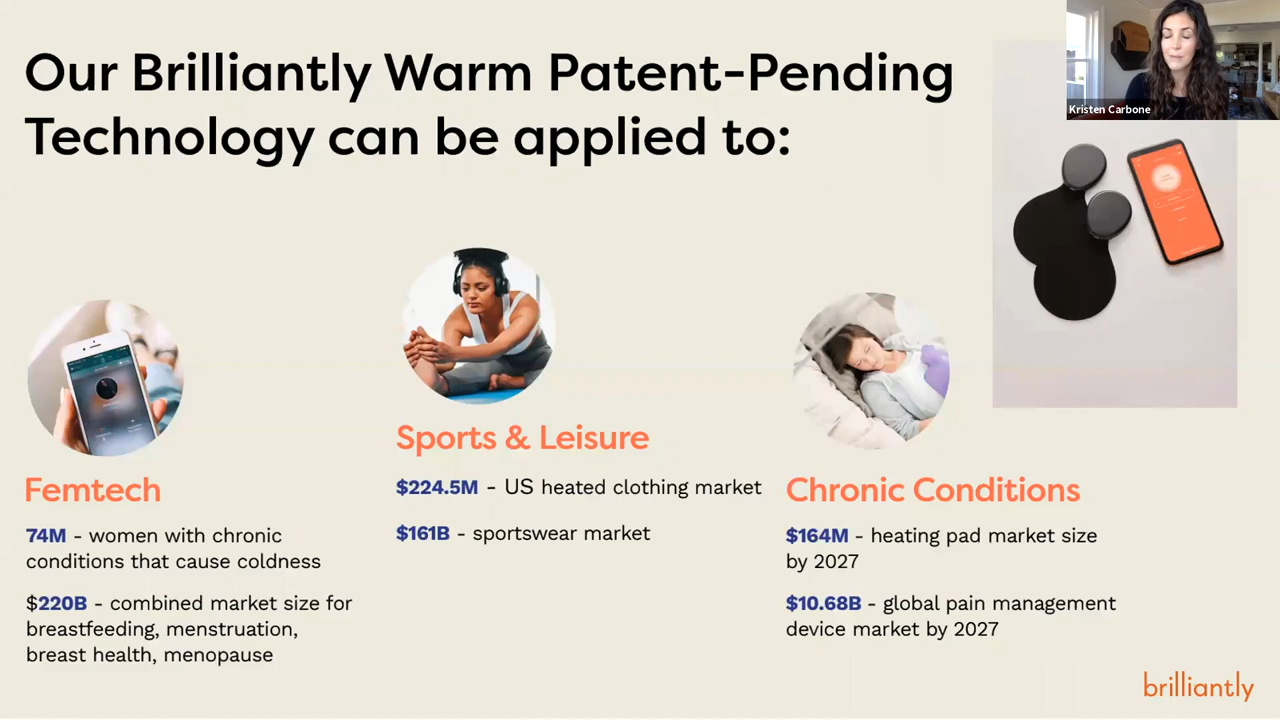 Our Brilliantly Warm Patent-Pending
Technology can be applied to:
Kristen Carbone
Femtech
74M - women with chronic
conditions that cause coldness
$220B - combined market size for
breastfeeding, menstruation,
breast health, menopause
Sports & Leisure
$224.5M - US heated clothing market
$161B - sportswear market
Chronic Conditions
$164M - heating pad market size
by 2027
$10.68B - global pain management
device market by 2027
brilliantly